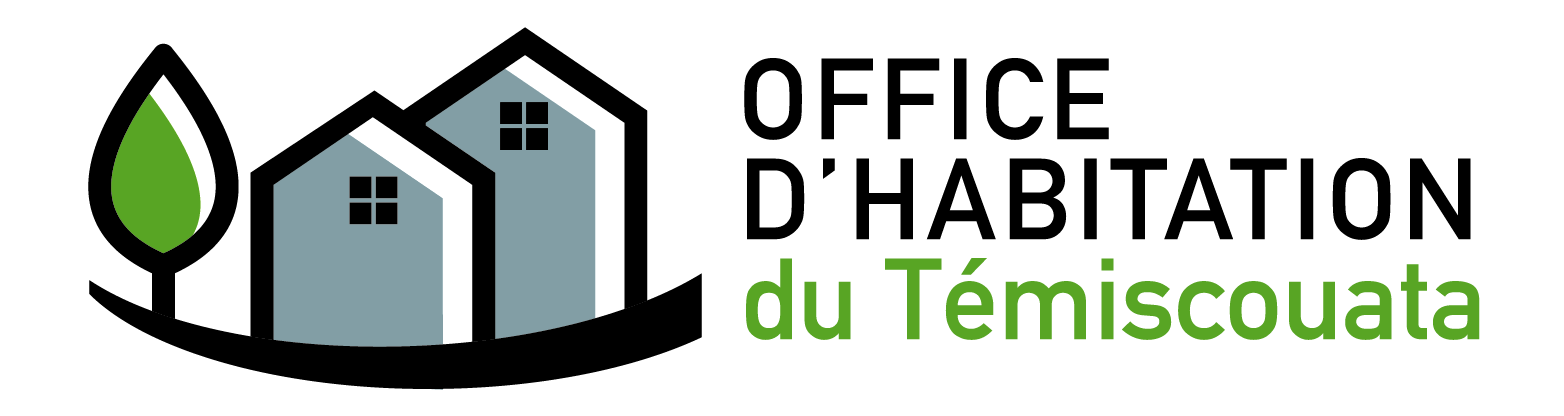 OFFICE
D'HABITATION
du Témiscouata